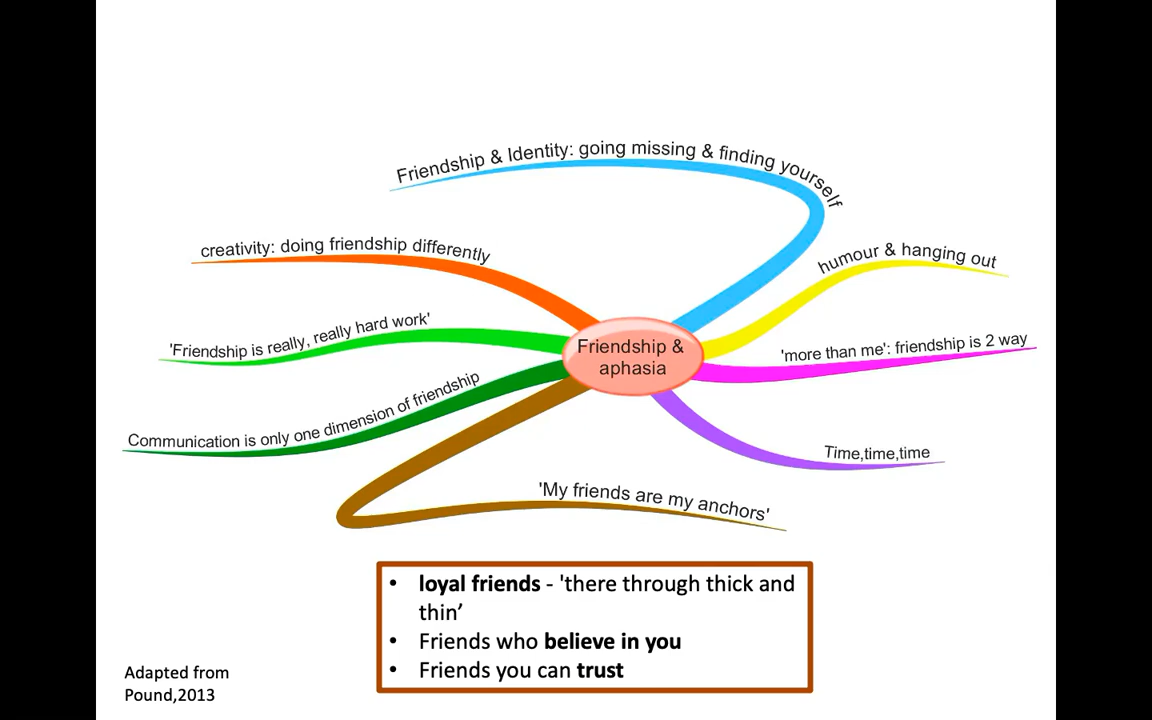 Friendship & Identity: going missing & finding yourself
creativity: doing friendship differently
humour & hanging out
'Friendship is really, really hard work'
Friendship &
aphasia
'more than me': friendship is 2 way
Communication is only one dimension of friendship
Time,time,time
'My friends are my anchors'
• loyal friends - 'there through thick and
thin’
• Friends who believe in you
• Friends you can trust
Adapted from
Pound,2013